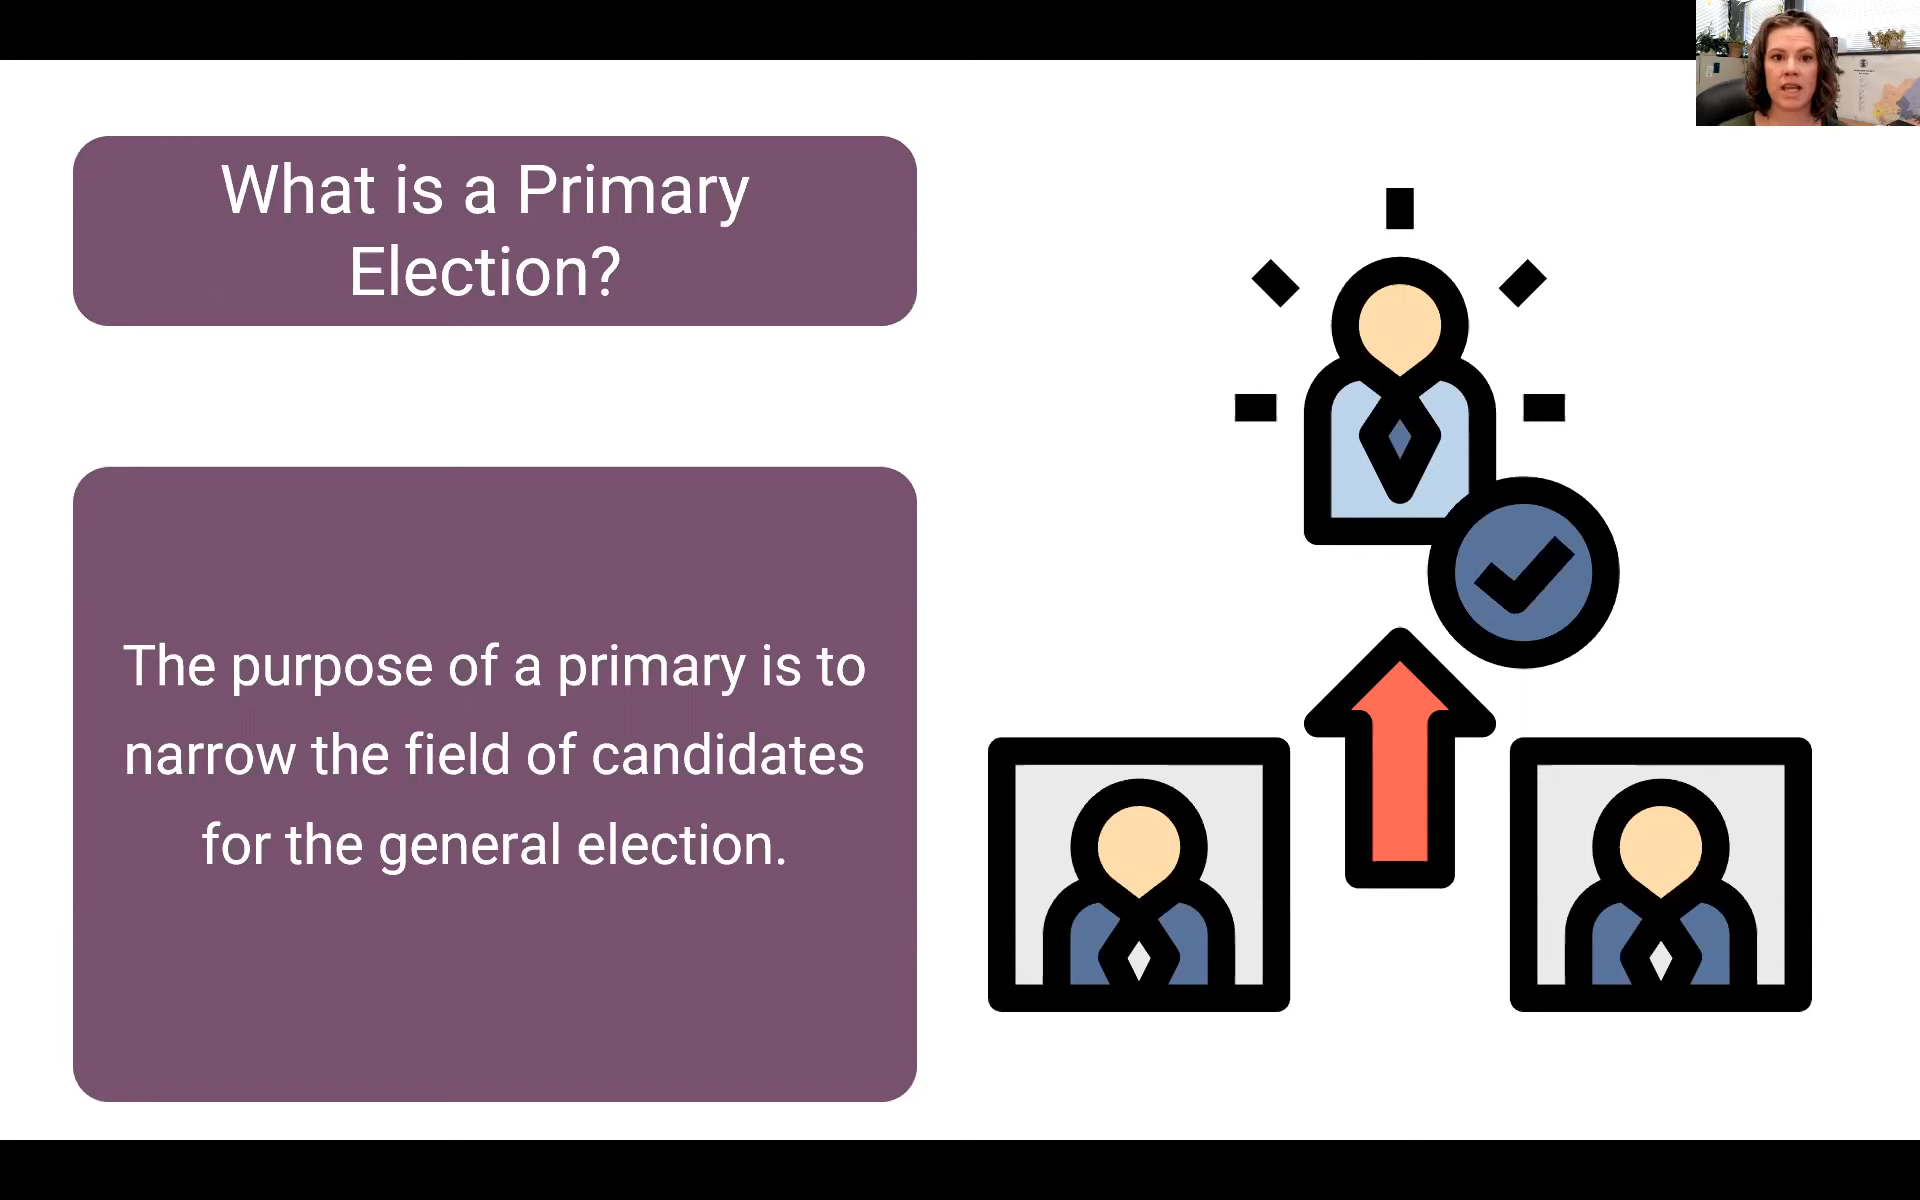 What is a Primary
Election?
The purpose of a primary is to
narrow the field of candidates
for the general election.